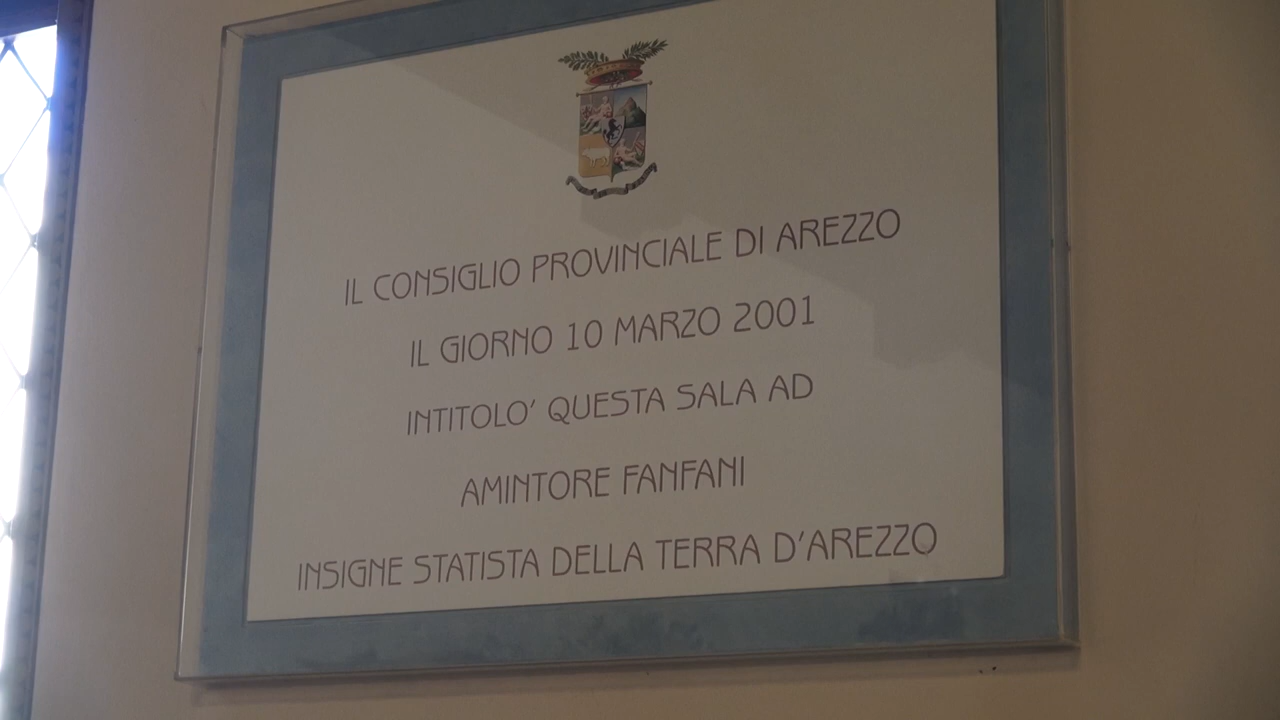 IL CONSIGLIO PROVINCIALE DI AREZZO
IL GIORNO 10 MARZO 2001
INTITOLO' QUESTA SALA AD
AMINTORE FANFANI
INSIGNE STATISTA DELLA TERRA D'AREZZO